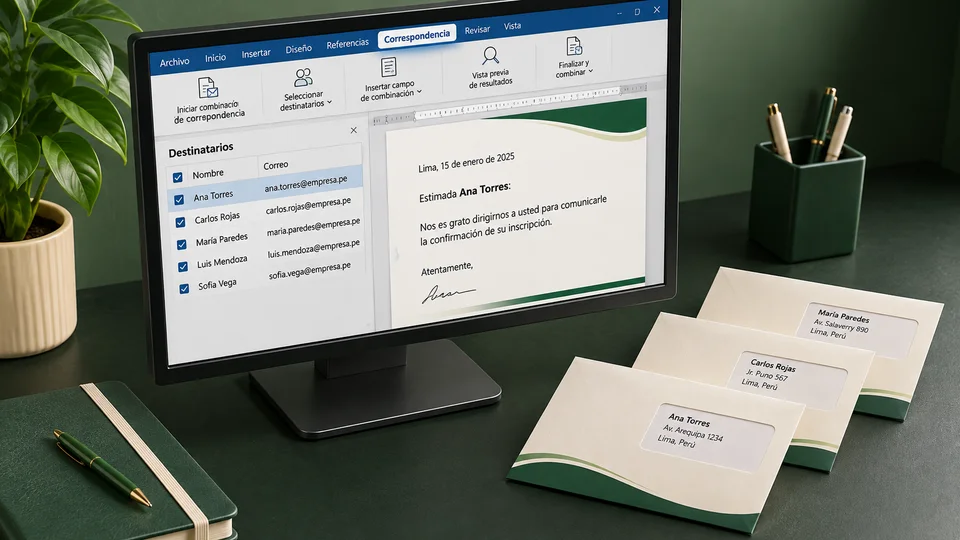 Archivo Inicio Insertar Diseño Referencias Correspondencia Revisar Vista
Iniciar combinacio
de correpondencia
Seleccionar
destinatarios
Insertar campo
de combinación
Vista previa
de resultados
Finalizar y
combinar
Destinatarios
Nombre Correo
Ana Torres ana.torres@empresa.pe
Carlos Rojas carlos.rojas@empresa.pe
María Paredes maria.paredes@empresa.pe
Luis Mendoza luis.mendoza@empresa.pe
Sofia Vega sofia.vega@empresa.pe
Lima, 15 de enero de 2025
Estimada Ana Torres:
Nos es grato dirigirnos a usted para comunicarle
la confirmación de su inscripción.
Atentamente,
María Paredes
Av. Salaverry 890
Lima, Perú
Carlos Rojas
Jr. Puno 567
Lima, Perú
Ana Torres
Av. Arequipa 1234
Lima, Perú